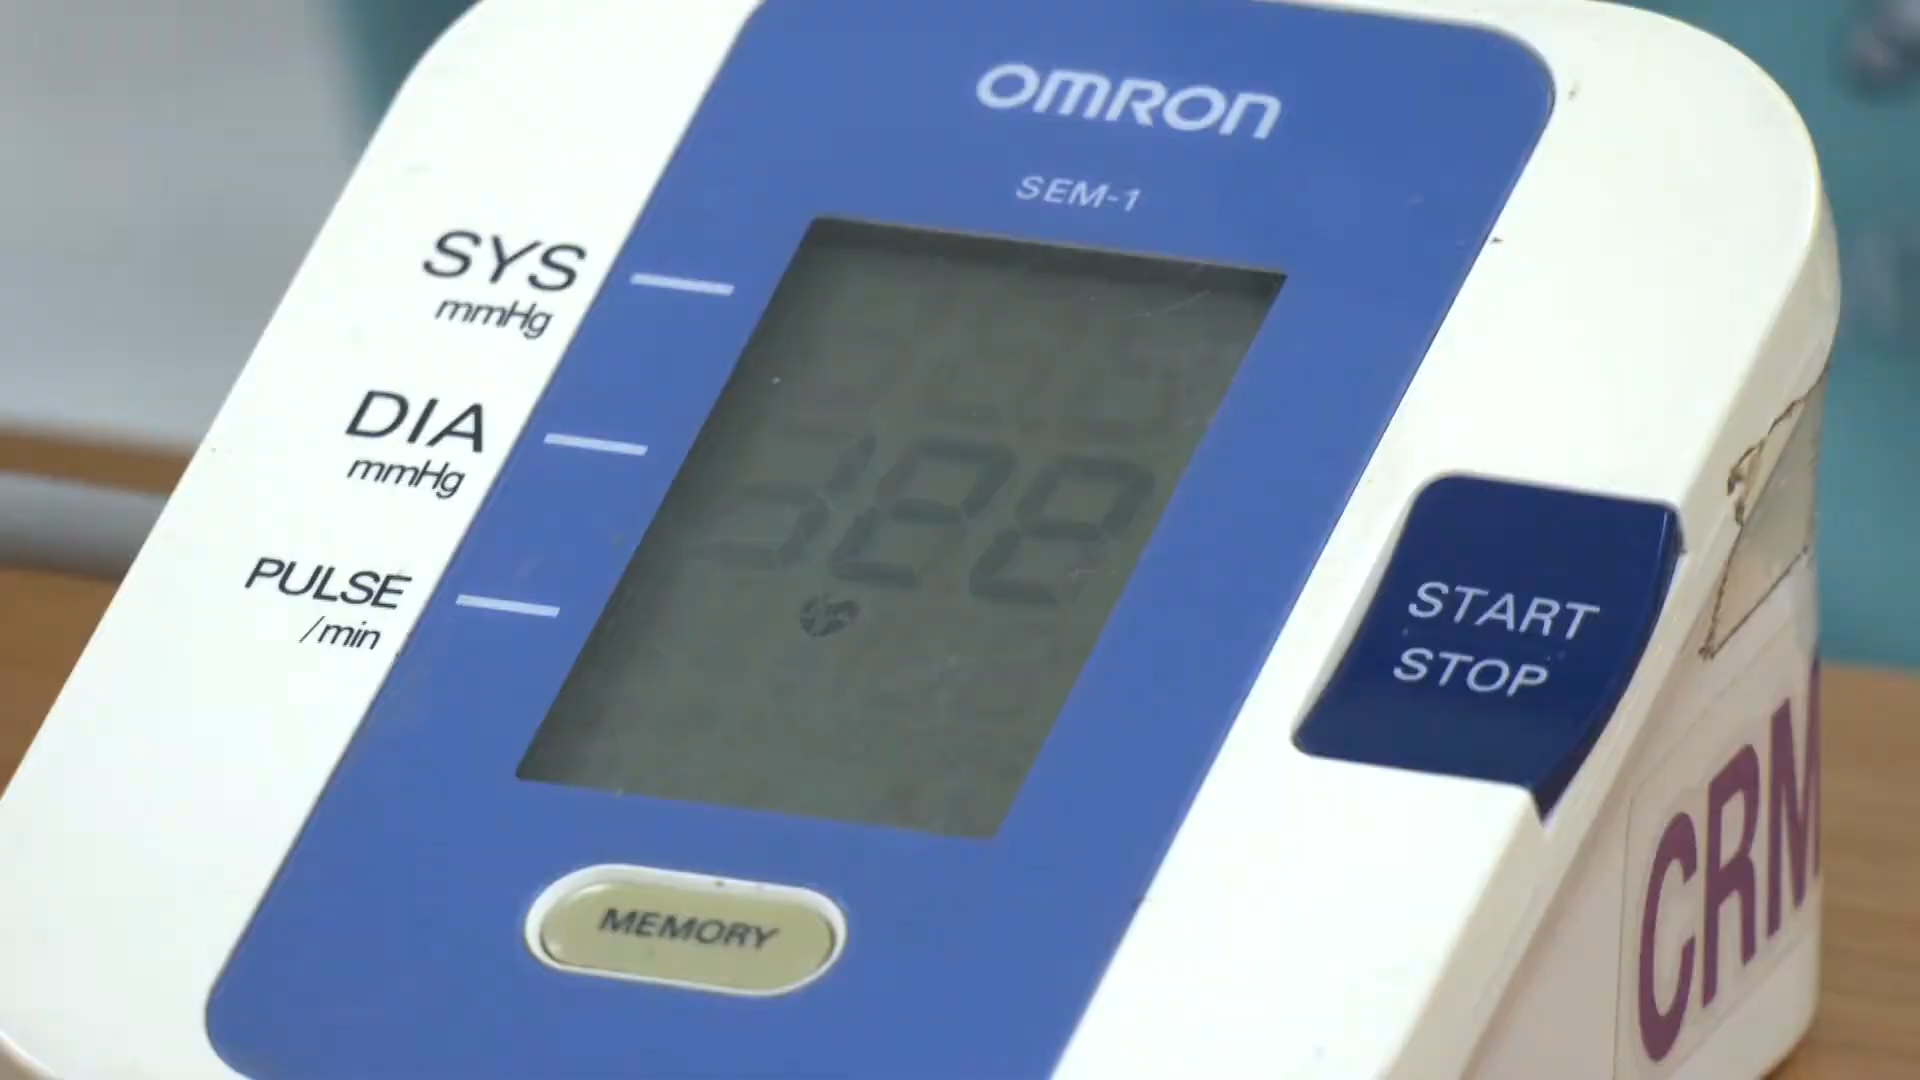 OMRON
SEM-1
SYS
mmHg
DIA
mmHg
PULSE
/min
START
STOP
MEMORY
CRM